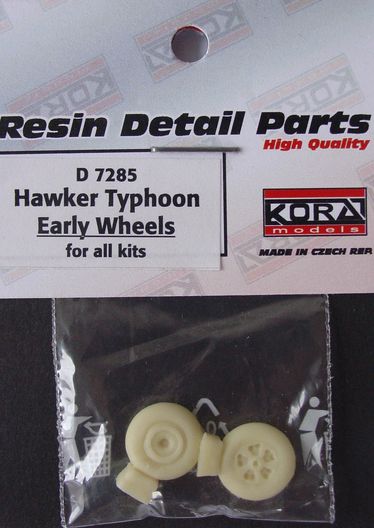 Resin Detail Parts
High Quality
D 7285
Hawker Typhoon
Early Wheels
for all kits
KORA
models
MADE IN CZECH REP.